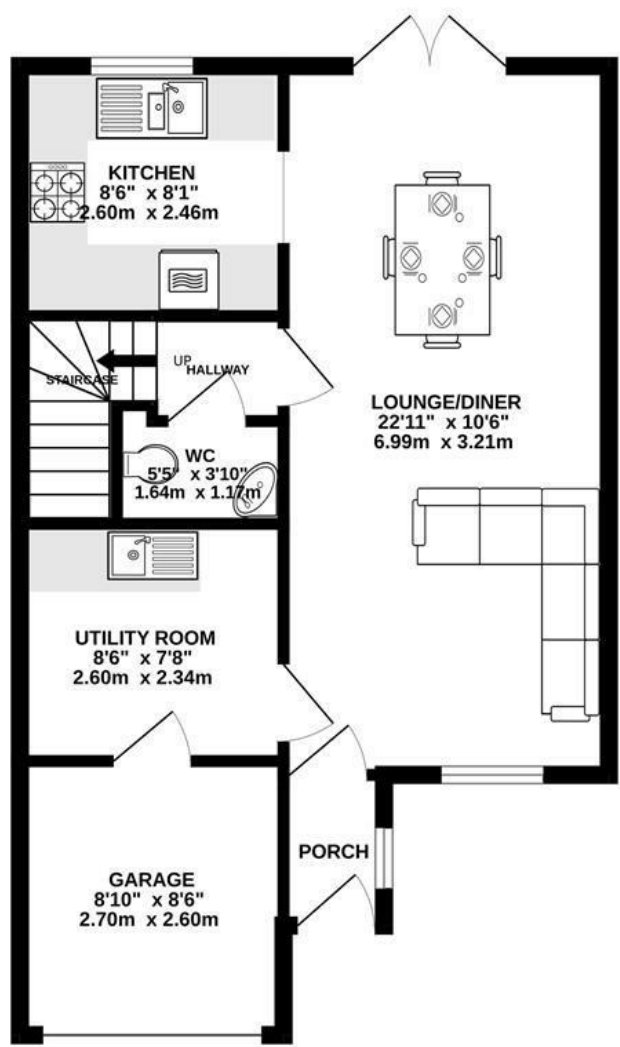 KITCHEN
8'6" x 8'1"
2.60m x 2.46m
UP
HALLWAY
STAIRCASE
LOUNGE/DINER
22'11" x 10'6"
6.99m x 3.21m
WC
5'5" x 3'10"
1.64m x 1.17m
UTILITY ROOM
8'6" x 7'8"
2.60m x 2.34m
PORCH
GARAGE
8'10" x 8'6"
2.70m x 2.60m